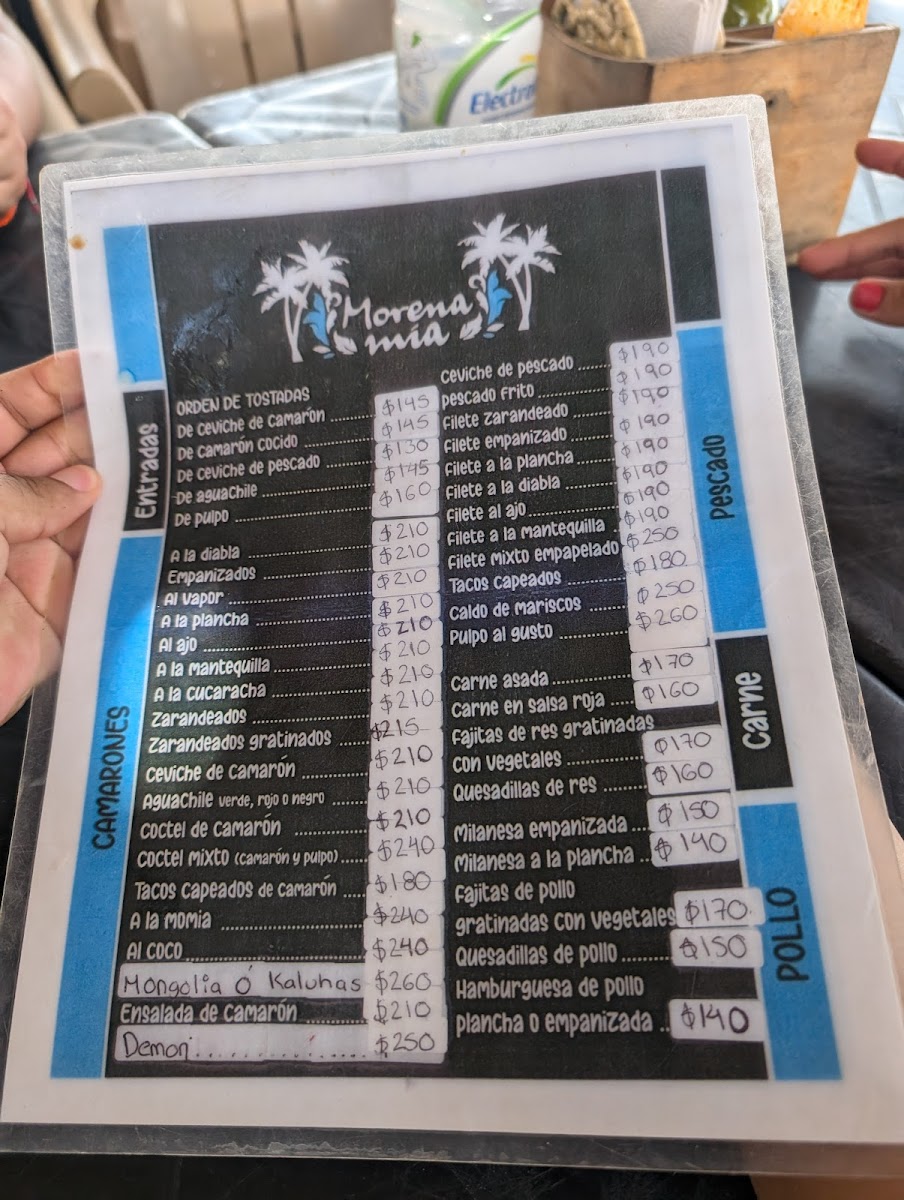 Electro
Morena
mía
Entradas
ORDEN DE TOSTADAS
De ceviche de camarón ........ $145
De camarón cocido ........ $145
De ceviche de pescado ........ $130
De aguachile ........ $145
De pulpo ........ $160
CAMARONES
A la diabla ........ $210
Empanizados ........ $210
Al vapor ........ $210
A la plancha ........ $210
Al ajo ........ $210
A la mantequilla ........ $210
A la cucaracha ........ $210
Zarandeados ........ $210
Zarandeados gratinados ...... $215
Ceviche de camarón ........ $210
Aguachile verde, rojo o negro ...... $210
Coctel de camarón ........ $210
Coctel mixto (camarón y pulpo) ..... $240
Tacos capeados de camarón .... $180
A la momia ........ $240
Al coco ........ $240
Mongolia ó Kaluhas $260
Ensalada de camarón ........ $210
Demon ........ $250
Pescado
Ceviche de pescado ...... $190
pescado frito ........ $190
Filete zarandeado ........ $190
Filete empanizado ........ $190
Filete a la plancha ........ $190
Filete a la diabla ........ $190
Filete al ajo ........ $190
Filete a la mantequilla .... $190
Filete mixto empapelado $250
Tacos capeados ........ $180
Caldo de mariscos ...... $250
Pulpo al gusto ........ $260
Carne
Carne asada ........ $170
Carne en salsa roja .... $160
Fajitas de res gratinadas
con vegetales ........ $170
Quesadillas de res ...... $160
POLLO
Milanesa empanizada ... $150
Milanesa a la plancha .. $140
Fajitas de pollo
gratinadas con vegetales $170
Quesadillas de pollo ....... $150
Hamburguesa de pollo
plancha o empanizada .. $140